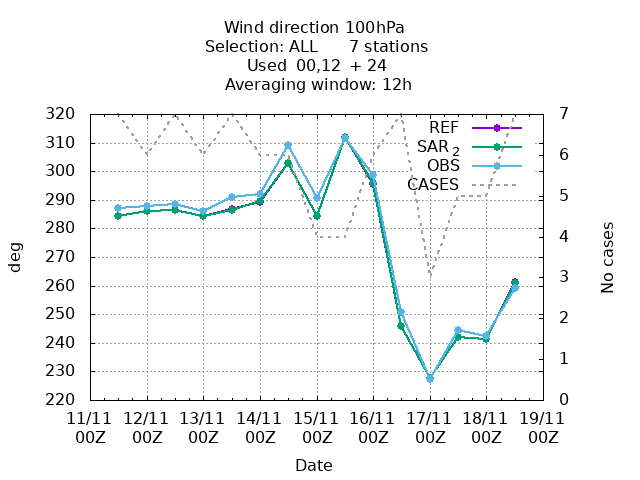 Wind direction 100hPa
Selection: ALL 7 stations
Used 00,12 + 24
Averaging window: 12h
320 7
310
300 6
290 5
280
270 4
260 3
250
240 2
230 1
220 0
REF
SAR 2
OBS
CASES
deg
No cases
11/11 12/11 13/11 14/11 15/11 16/11 17/11 18/11 19/11
00Z 00Z 00Z 00Z 00Z 00Z 00Z 00Z 00Z
Date